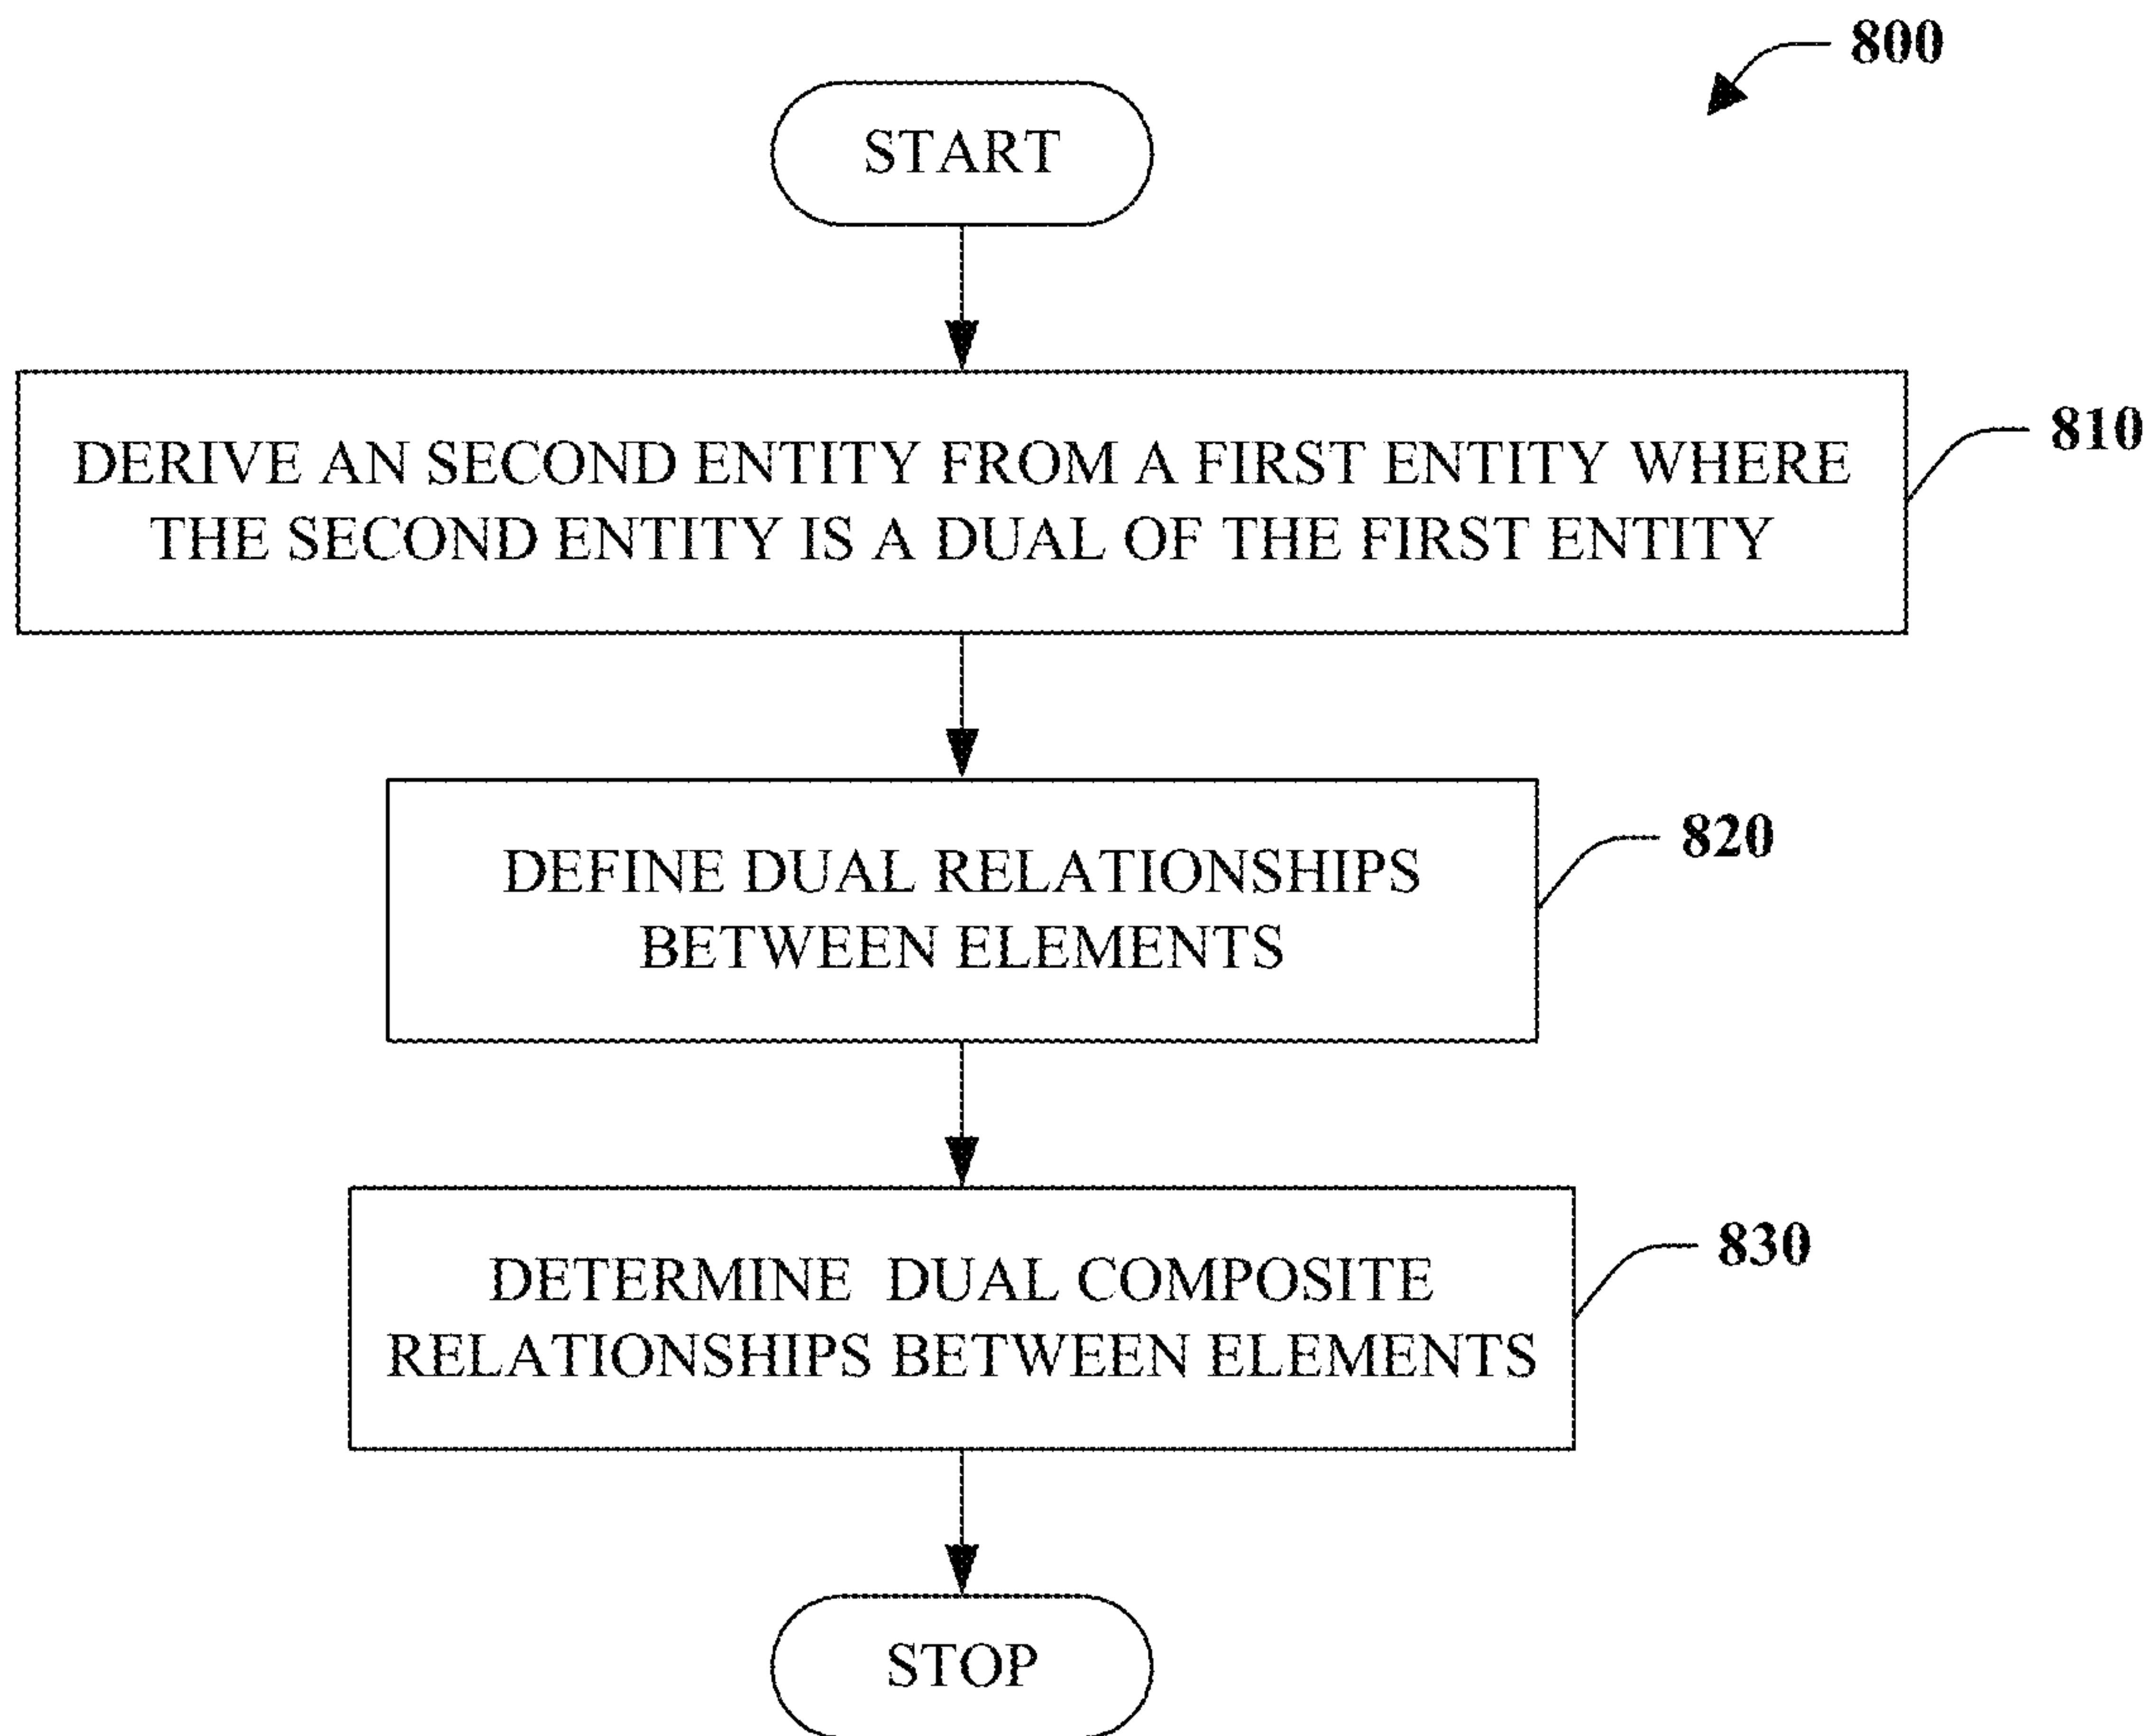 800
START
DERIVE AN SECOND ENTITY FROM A FIRST ENTITY WHERE
THE SECOND ENTITY IS A DUAL OF THE FIRST ENTITY
810
DEFINE DUAL RELATIONSHIPS
BETWEEN ELEMENTS
820
DETERMINE DUAL COMPOSITE
RELATIONSHIPS BETWEEN ELEMENTS
830
STOP